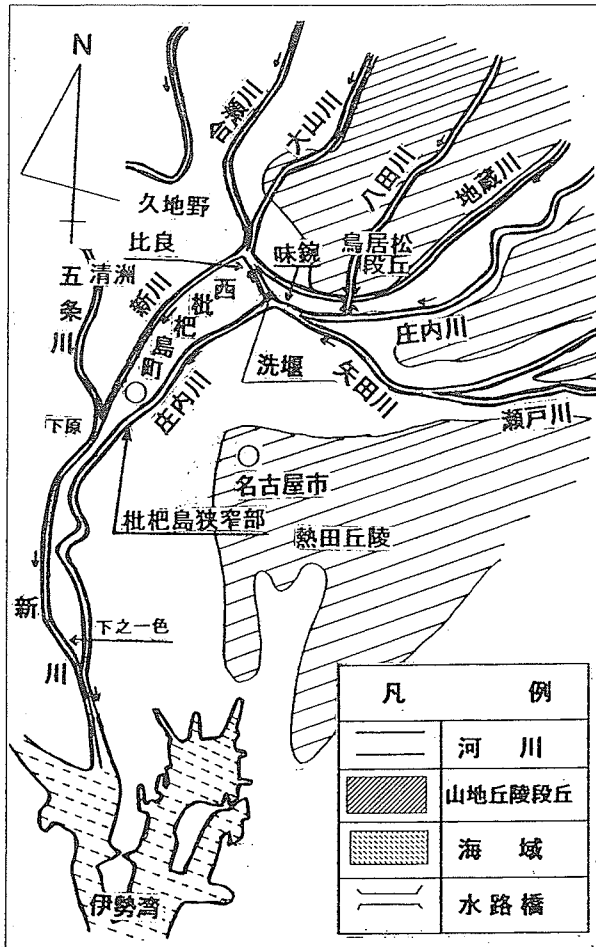 N
合瀬川
大山川
八田川
地蔵川
久地野
比良
味鋺
鳥居松段丘
五条川
清洲
新川
西枇杷島町
庄内川
庄内川
洗堰
矢田川
瀬戸川
下原
名古屋市
枇杷島狭窄部
熱田丘陵
新川
下之一色
伊勢湾
凡 例
河 川
山地丘陵段丘
海 域
水路橋